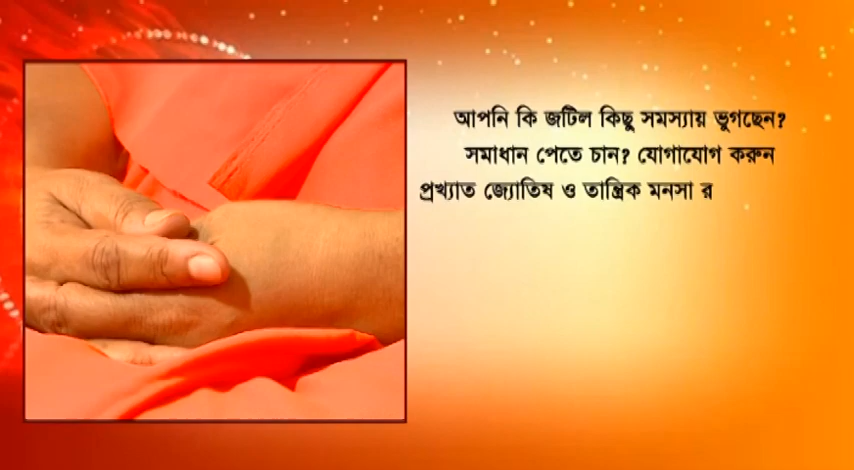 আপনি কি জটিল কিছু সমস্যায় ভুগছেন?
সমাধান পেতে চান? যোগাযোগ করুন
প্রখ্যাত জ্যোতিষ ও তান্ত্রিক মনসা র